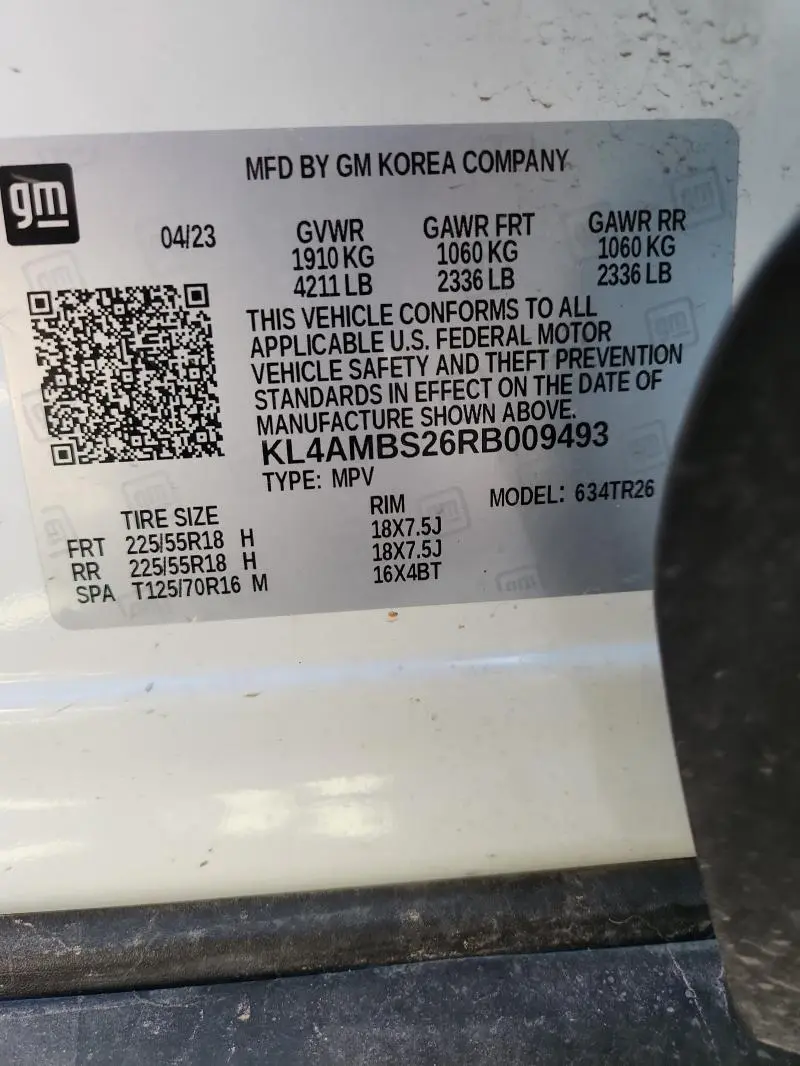 gm
MFD BY GM KOREA COMPANY
04/23
GVWR GAWR FRT GAWR RR
1910 KG 1060 KG 1060 KG
4211 LB 2336 LB 2336 LB
THIS VEHICLE CONFORMS TO ALL
APPLICABLE U.S. FEDERAL MOTOR
VEHICLE SAFETY AND THEFT PREVENTION
STANDARDS IN EFFECT ON THE DATE OF
MANUFACTURE SHOWN ABOVE.
KL4AMBS26RB009493
TYPE: MPV
MODEL: 634TR26
TIRE SIZE RIM
FRT 225/55R18 H 18X7.5J
RR 225/55R18 H 18X7.5J
SPA T125/70R16 M 16X4BT